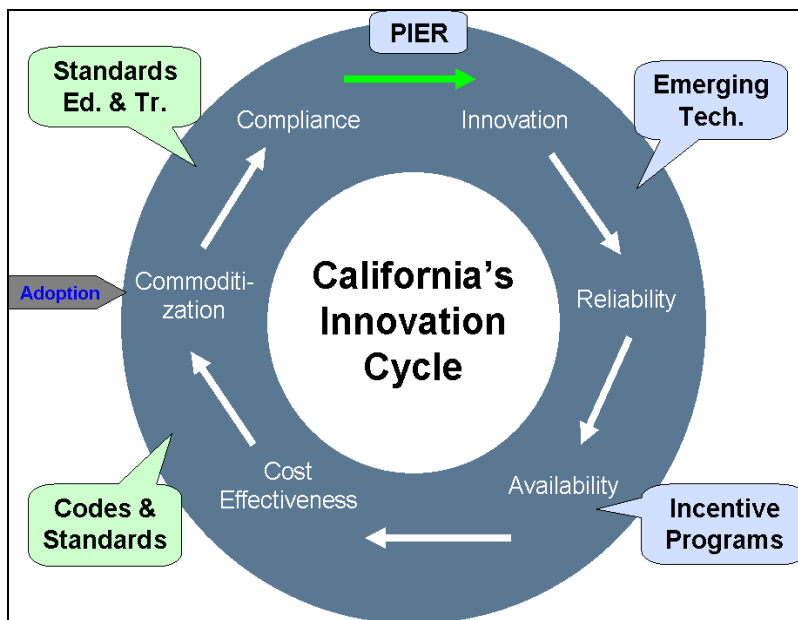 PIER
Standards
Ed. & Tr.
Emerging
Tech.
Compliance
Innovation
Adoption
Commoditi-
zation
California's
Innovation
Cycle
Reliability
Cost
Effectiveness
Availability
Codes &
Standards
Incentive
Programs